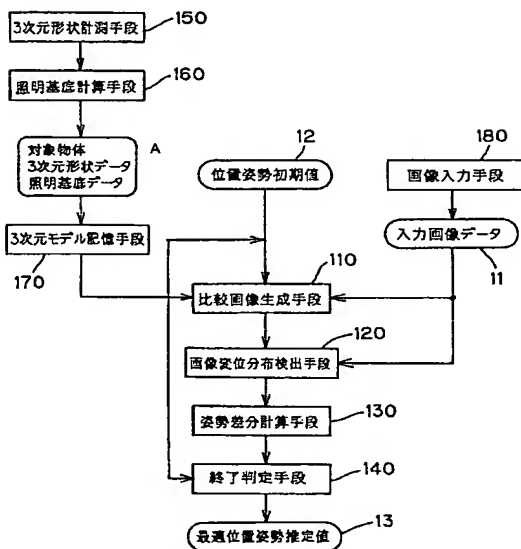 150
3次元形状計測手段
160
照明基底計算手段
対象物体
3次元形状データ
照明基底データ
A
3次元モデル記憶手段
170
12
位置姿勢初期値
180
画像入力手段
入力画像データ
11
110
比較画像生成手段
120
画像変位分布検出手段
130
姿勢差分計算手段
140
終了判定手段
13
最適位置姿勢推定値